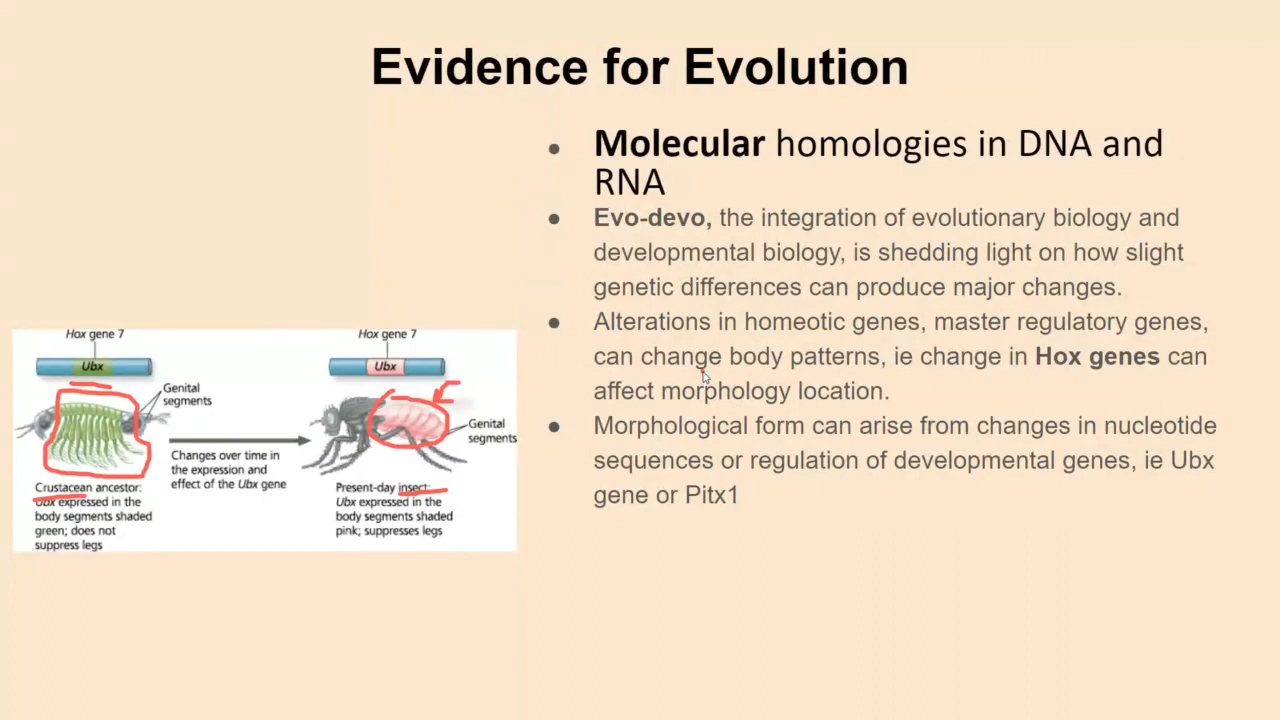 Evidence for Evolution
• Molecular homologies in DNA and
RNA
• Evo-devo, the integration of evolutionary biology and
developmental biology, is shedding light on how slight
genetic differences can produce major changes.
• Alterations in homeotic genes, master regulatory genes,
can change body patterns, ie change in Hox genes can
affect morphology location.
• Morphological form can arise from changes in nucleotide
sequences or regulation of developmental genes, ie Ubx
gene or Pitx1
Hox gene 7
Ubx
Genital
segments
Crustacean ancestor:
Ubx expressed in the
body segments shaded
green; does not
suppress legs
Changes over time in
the expression and
effect of the Ubx gene
Hox gene 7
Ubx
Genital
segments
Present-day insect:
Ubx expressed in the
body segments shaded
pink; suppresses legs